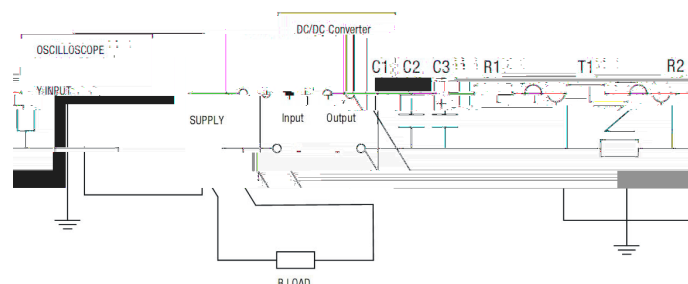 DC/DC Converter
OSCILLOSCOPE
C1 C2 C3 R1 T1 R2
Y-INPUT
SUPPLY Input Output
R LOAD